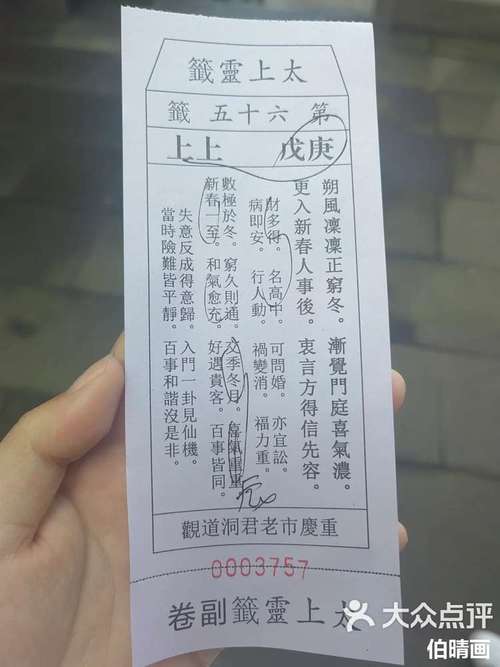 太上靈籤
第六十五籤
庚戊 上上
朔風凜凜正窮冬。漸覺門庭喜氣濃。
更入新春人事後。衷言方得信先容。
財多得。名高中。可問婚。亦宜訟。
病即安。行人動。禍變消。福力重。
數極於冬。窮久則通。交季冬月。喜氣重重。
新春一至。和氣愈充。好遇貴客。百事皆同。
失意反成得意歸。入門一卦見仙機。
當時險難皆平靜。百事和諧沒是非。
重慶市老君洞道觀
0003757
太上靈籤副卷
大众点评
伯晴画